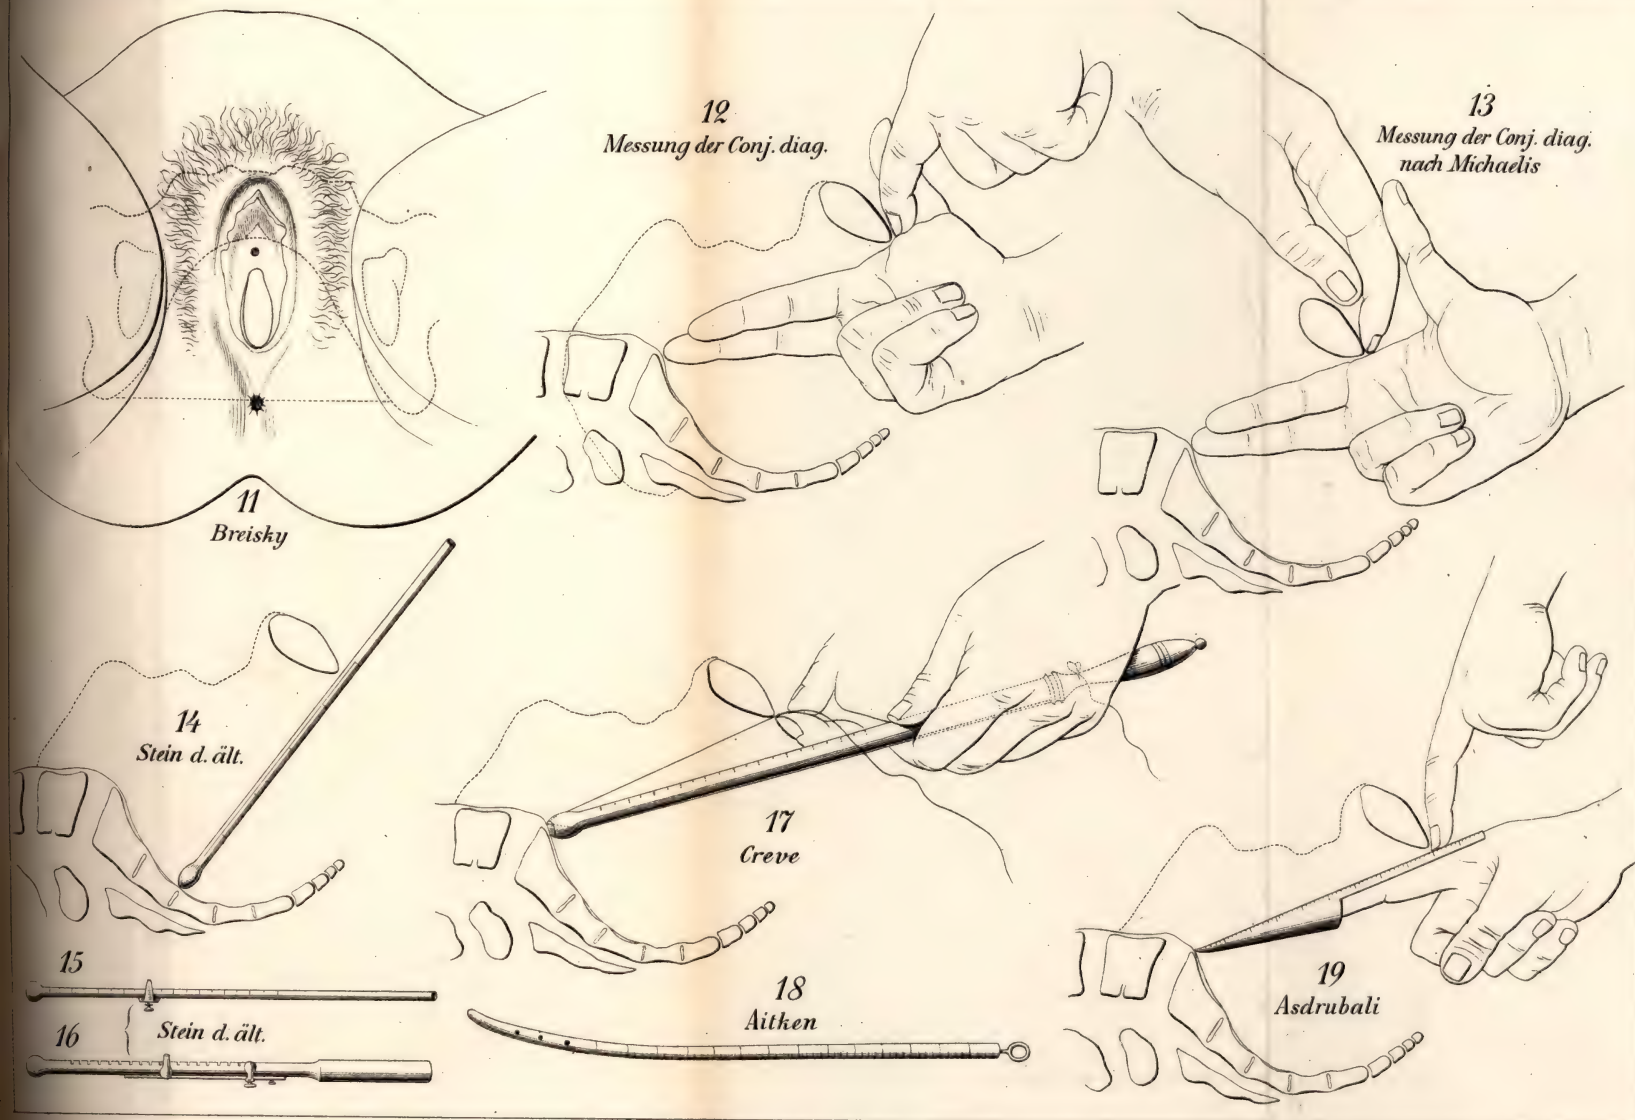 12
Messung der Conj. diag.
13
Messung der Conj. diag.
nach Michaelis
11
Breisky
14
Stein d. ält.
17
Creve
15
16
Stein d. ält.
18
Aitken
19
Asdrubali